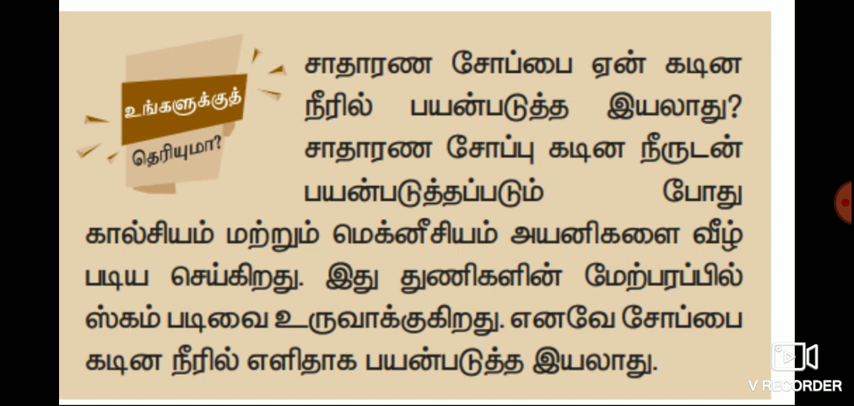 உங்களுக்குத்
தெரியுமா?
சாதாரண சோப்பை ஏன் கடின
நீரில் பயன்படுத்த இயலாது?
சாதாரண சோப்பு கடின நீருடன்
பயன்படுத்தப்படும் போது
கால்சியம் மற்றும் மெக்னீசியம் அயனிகளை வீழ்
படிய செய்கிறது. இது துணிகளின் மேற்பரப்பில்
ஸ்கம் படிவை உருவாக்குகிறது. எனவே சோப்பை
கடின நீரில் எளிதாக பயன்படுத்த இயலாது.
V RECORDER